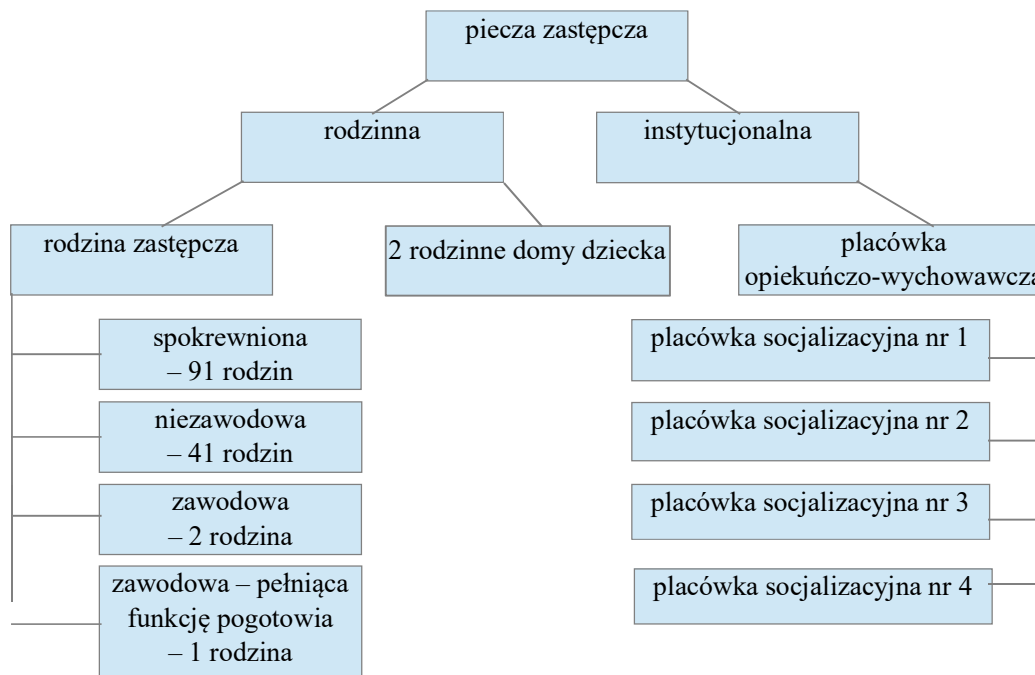 piecza zastępcza
rodzinna
instytucjonalna
rodzina zastępcza
2 rodzinne domy dziecka
placówka
opiekuńczo-wychowawcza
spokrewniona
– 91 rodzin
niezawodowa
– 41 rodzin
zawodowa
– 2 rodzina
zawodowa – pełniąca
funkcję pogotowia
– 1 rodzina
placówka socjalizacyjna nr 1
placówka socjalizacyjna nr 2
placówka socjalizacyjna nr 3
placówka socjalizacyjna nr 4